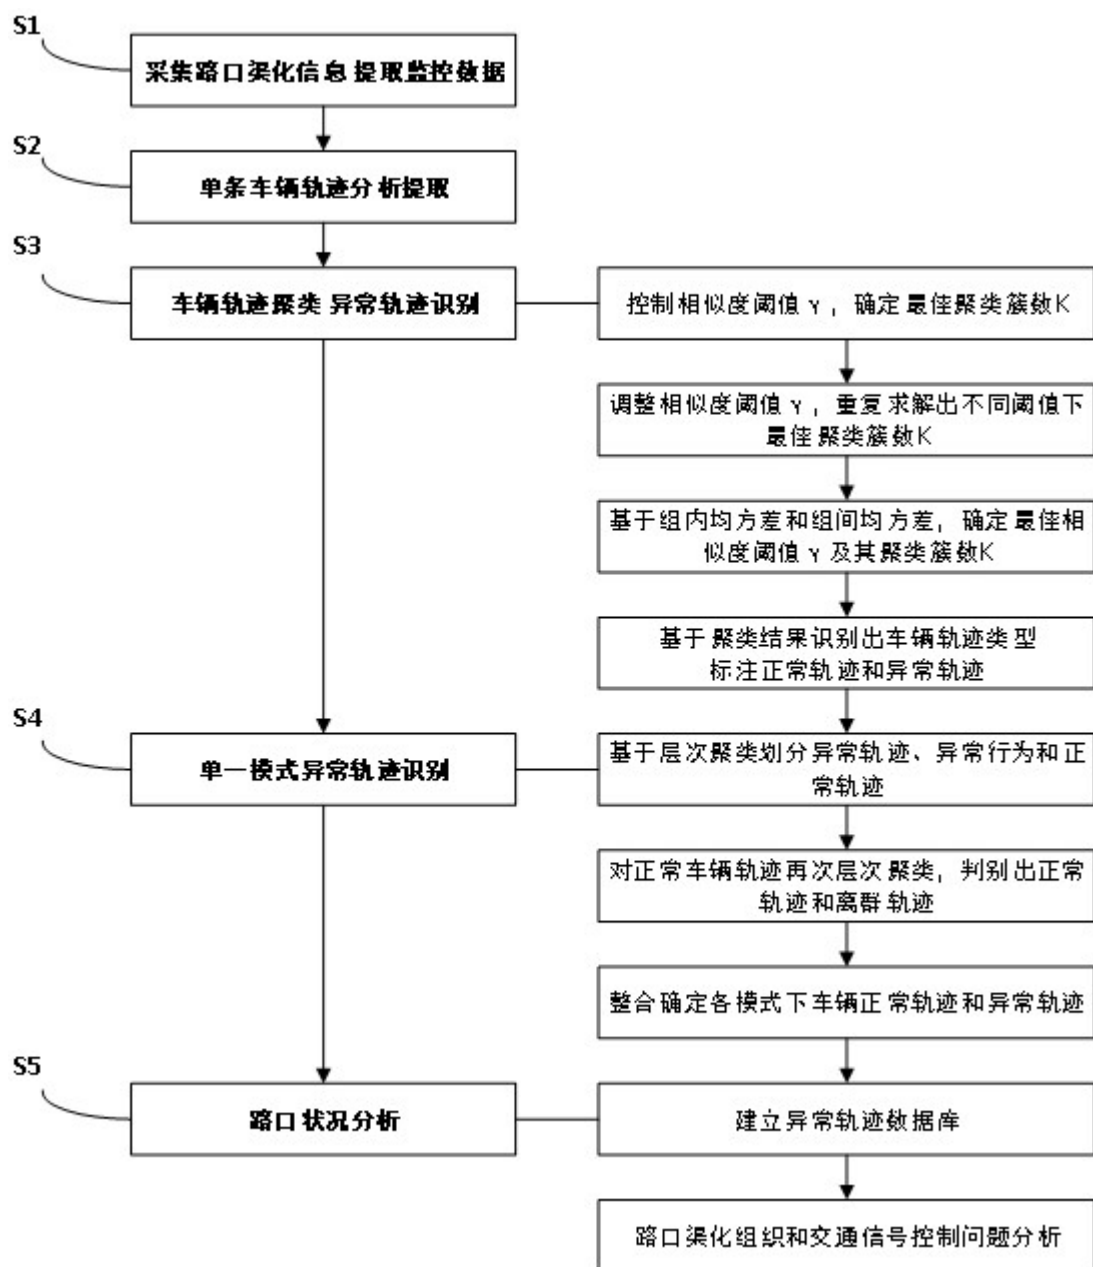 S1
采集路口渠化信息 提取监控数据
S2
单条车辆轨迹分析提取
S3
车辆轨迹聚类 异常轨迹识别
控制相似度阈值γ，确定最佳聚类簇数K
调整相似度阈值γ，重复求解出不同阈值下
最佳聚类簇数K
基于组内均方差和组间均方差，确定最佳相
似度阈值γ及其聚类簇数K
基于聚类结果识别出车辆轨迹类型
标注正常轨迹和异常轨迹
S4
单一模式异常轨迹识别
基于层次聚类划分异常轨迹、异常行为和正
常轨迹
对正常车辆轨迹再次层次聚类，判别出正常
轨迹和离群轨迹
整合确定各模式下车辆正常轨迹和异常轨迹
S5
路口状况分析
建立异常轨迹数据库
路口渠化组织和交通信号控制问题分析